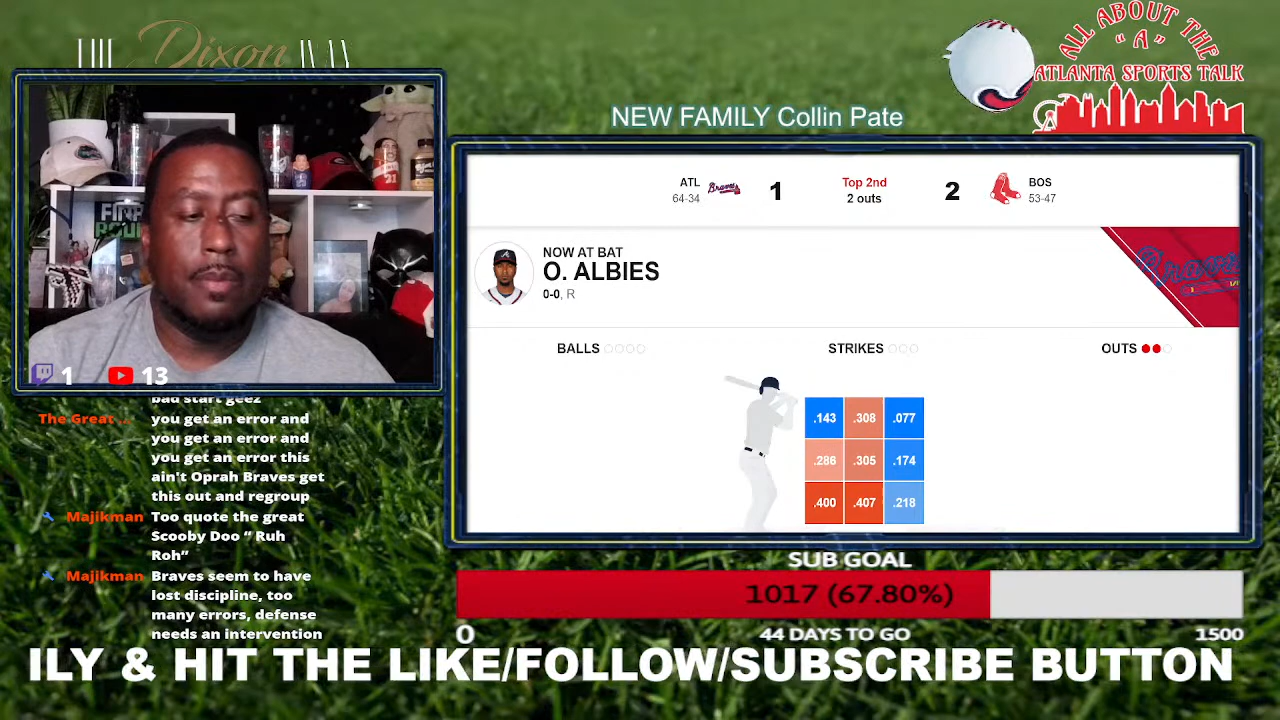 Dixon
ALL ABOUT THE
"A"
ATLANTA SPORTS TALK
NEW FAMILY Collin Pate
ATL
64-34
Braves
1
Top 2nd
2 outs
2
BOS
53-47
NOW AT BAT
O. ALBIES
0-0, R
Braves
BALLS
STRIKES
OUTS
.143 .308 .077
.286 .305 .174
.400 .407 .218
21
1
13
bad start geez
The Great ... you get an error and
you get an error and
you get an error this
ain't Oprah Braves get
this out and regroup
Majikman Too quote the great
Scooby Doo “ Ruh
Roh”
Majikman Braves seem to have
lost discipline, too
many errors, defense
needs an intervention
SUB GOAL
1017 (67.80%)
0
44 DAYS TO GO
1500
ILY & HIT THE LIKE/FOLLOW/SUBSCRIBE BUTTON